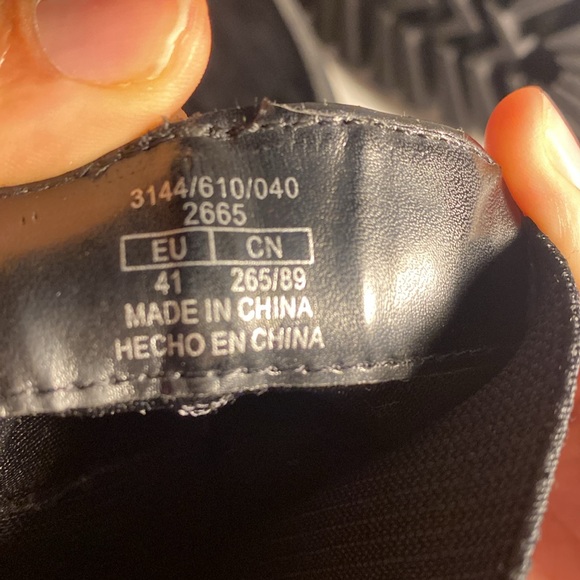 3144/610/040
2665
EU CN
41 265/89
MADE IN CHINA
HECHO EN CHINA